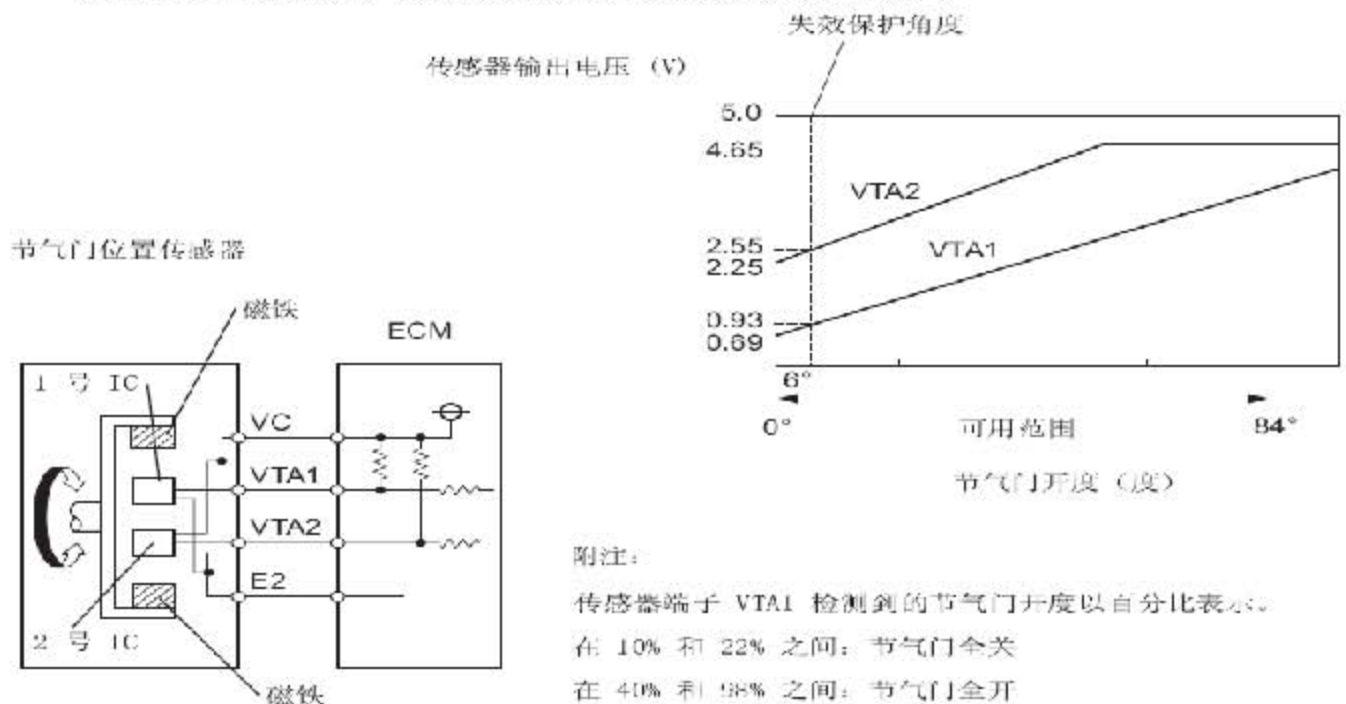 失效保护角度
传感器输出电压 (V)
5.0
4.65
VTA2
2.55
2.25
VTA1
0.93
0.69
6°
0°
可用范围
84°
节气门开度 (度)
节气门位置传感器
磁铁
ECM
1 号 IC
VC
VTA1
VTA2
E2
2 号 IC
磁铁
附注:
传感器端子 VTA1 检测到的节气门开度以百分比表示。
在 10% 和 22% 之间: 节气门全关
在 40% 和 98% 之间: 节气门全开